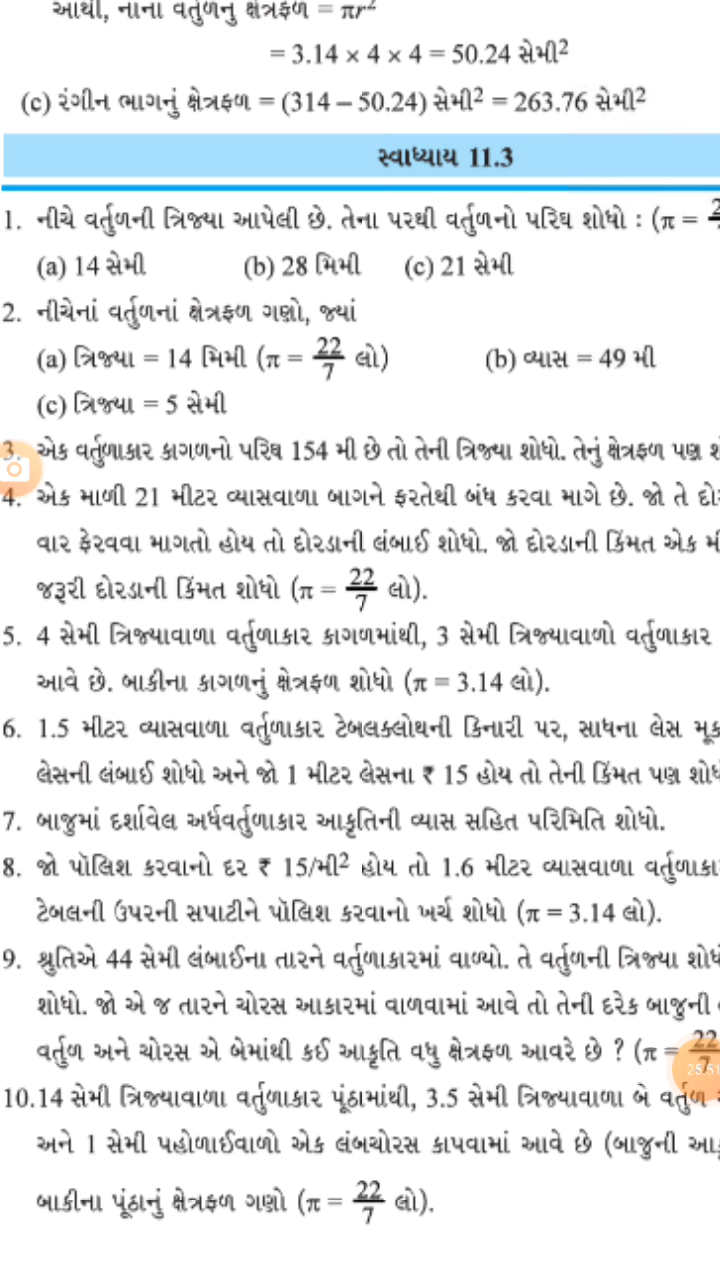 આથી, નાના વર્તુળનું ક્ષેત્રફળ = πr²
= 3.14 × 4 × 4 = 50.24 સેમી²
(c) રંગીન ભાગનું ક્ષેત્રફળ = (314 – 50.24) સેમી² = 263.76 સેમી²
સ્વાધ્યાય 11.3
1. નીચે વર્તુળની ત્રિજ્યા આપેલી છે. તેના પરથી વર્તુળનો પરિઘ શોધો : (π =
(a) 14 સેમી (b) 28 મિમી (c) 21 સેમી
2. નીચેનાં વર્તુળનાં ક્ષેત્રફળ ગણો, જ્યાં
(a) ત્રિજ્યા = 14 મિમી (π = 22/7 લો) (b) વ્યાસ = 49 મી
(c) ત્રિજ્યા = 5 સેમી
3. એક વર્તુળાકાર કાગળનો પરિઘ 154 મી છે તો તેની ત્રિજ્યા શોધો. તેનું ક્ષેત્રફળ પણ
4. એક માળી 21 મીટર વ્યાસવાળા બાગને ફરતેથી બંધ કરવા માગે છે. જો તે
વાર ફેરવવા માગતો હોય તો દોરડાની લંબાઈ શોધો. જો દોરડાની કિંમત એક
જરૂરી દોરડાની કિંમત શોધો (π = 22/7 લો).
5. 4 સેમી ત્રિજ્યાવાળા વર્તુળાકાર કાગળમાંથી, 3 સેમી ત્રિજ્યાવાળો વર્તુળાકાર
આવે છે. બાકીના કાગળનું ક્ષેત્રફળ શોધો (π = 3.14 લો).
6. 1.5 મીટર વ્યાસવાળા વર્તુળાકાર ટેબલક્લોથની કિનારી પર, સાધના લેસ
લેસની લંબાઈ શોધો અને જો 1 મીટર લેસના ₹ 15 હોય તો તેની કિંમત પણ
7. બાજુમાં દર્શાવેલ અર્ધવર્તુળાકાર આકૃતિની વ્યાસ સહિત પરિમિતિ શોધો.
8. જો પૉલિશ કરવાનો દર ₹ 15/મી² હોય તો 1.6 મીટર વ્યાસવાળા
ટેબલની ઉપરની સપાટીને પૉલિશ કરવાનો ખર્ચ શોધો (π = 3.14 લો).
9. શ્રુતિએ 44 સેમી લંબાઈના તારને વર્તુળાકારમાં વાળ્યો. તે વર્તુળની ત્રિજ્યા
શોધો. જો એ જ તારને ચોરસ આકારમાં વાળવામાં આવે તો તેની દરેક બાજુની
વર્તુળ અને ચોરસ એ બેમાંથી કઈ આકૃતિ વધુ ક્ષેત્રફળ આવરે છે ? (π = 22/7
10. 14 સેમી ત્રિજ્યાવાળા વર્તુળાકાર પૂંઠામાંથી, 3.5 સેમી ત્રિજ્યાવાળા બે વર્તુળ
અને 1 સેમી પહોળાઈવાળો એક લંબચોરસ કાપવામાં આવે છે (બાજુની
બાકીના પૂંઠાનું ક્ષેત્રફળ ગણો (π = 22/7 લો).